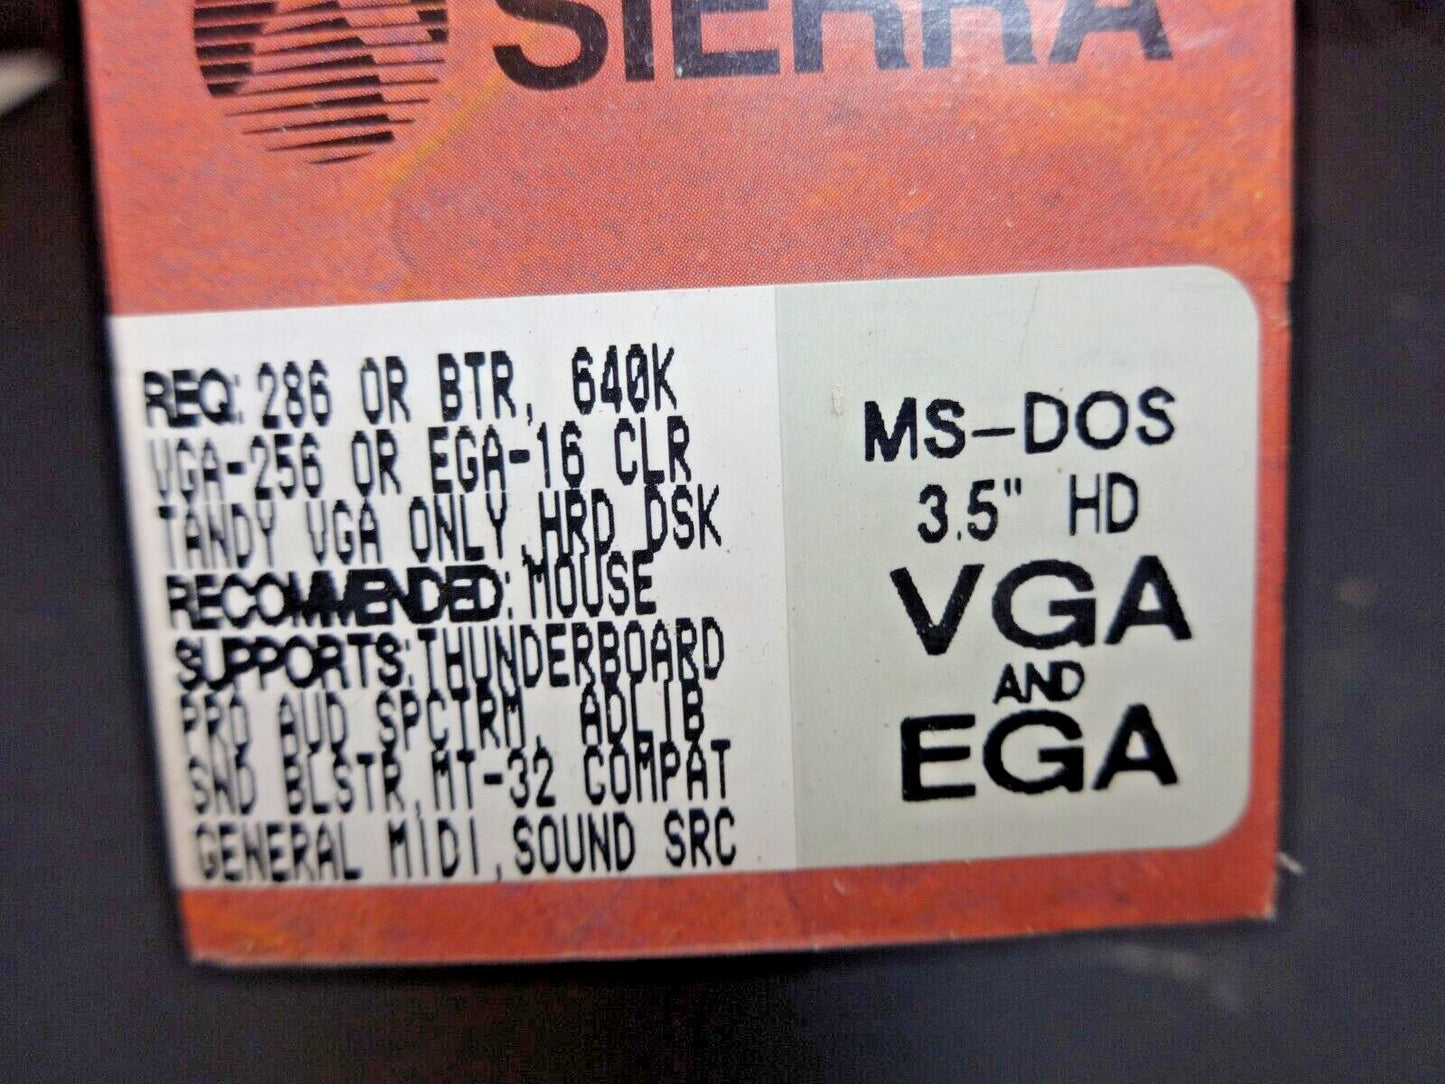 SIERRA
REQ: 286 OR BTR, 640K
VGA-256 OR EGA-16 CLR
TANDY VGA ONLY,HRD DSK
RECOMMENDED: MOUSE
SUPPORTS: THUNDERBOARD
PRO AUD SPCTRM, ADLIB
SND BLSTR,MT-32 COMPAT
GENERAL MIDI,SOUND SRC
MS-DOS
3.5" HD
VGA
AND
EGA